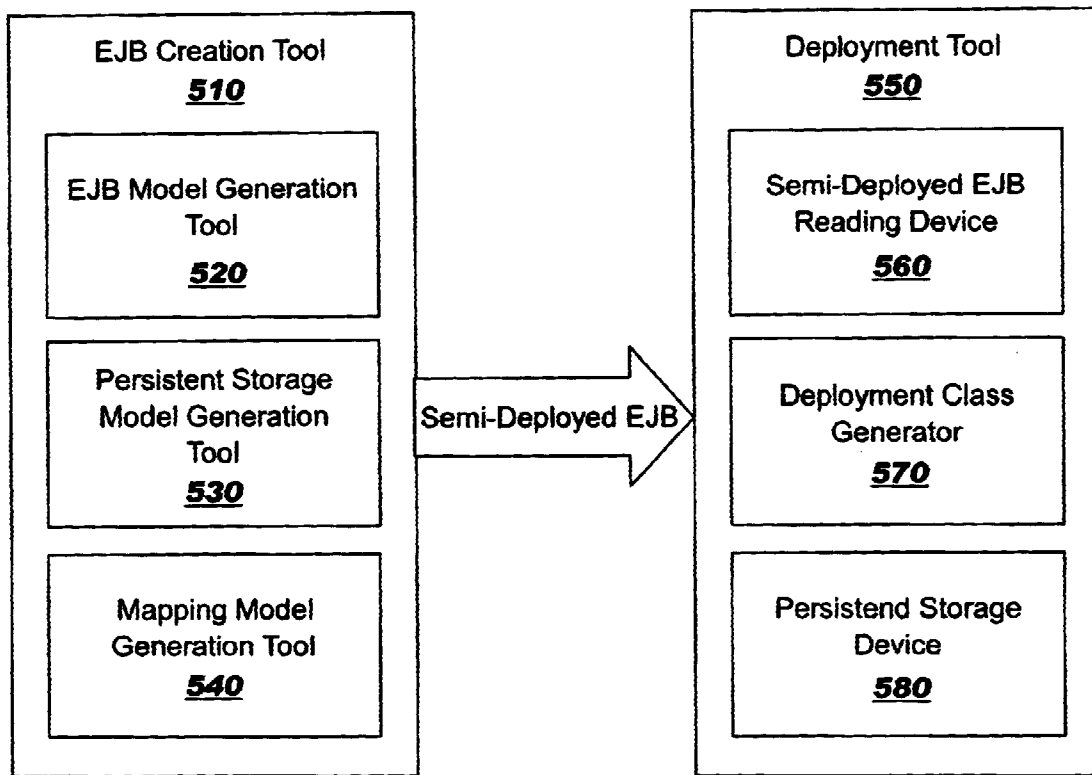 EJB Creation Tool
510
EJB Model Generation
Tool
520
Persistent Storage
Model Generation
Tool
530
Mapping Model
Generation Tool
540
Semi-Deployed EJB
Deployment Tool
550
Semi-Deployed EJB
Reading Device
560
Deployment Class
Generator
570
Persistend Storage
Device
580